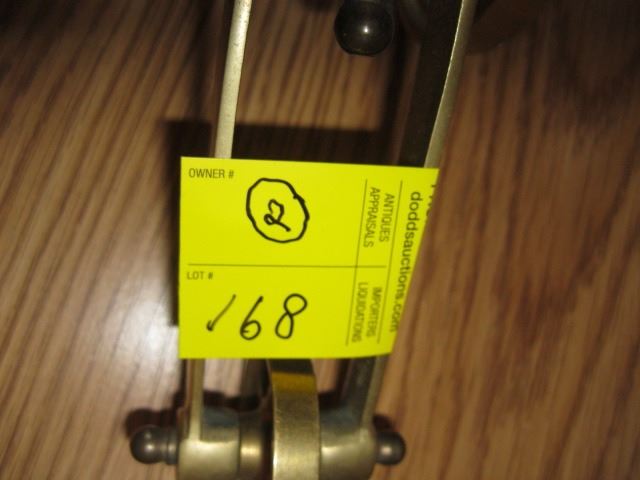 OWNER #
2
LOT #
168
ANTIQUES
APPRAISALS
IMPORTERS
LIQUIDATIONS
doddsauctions.com